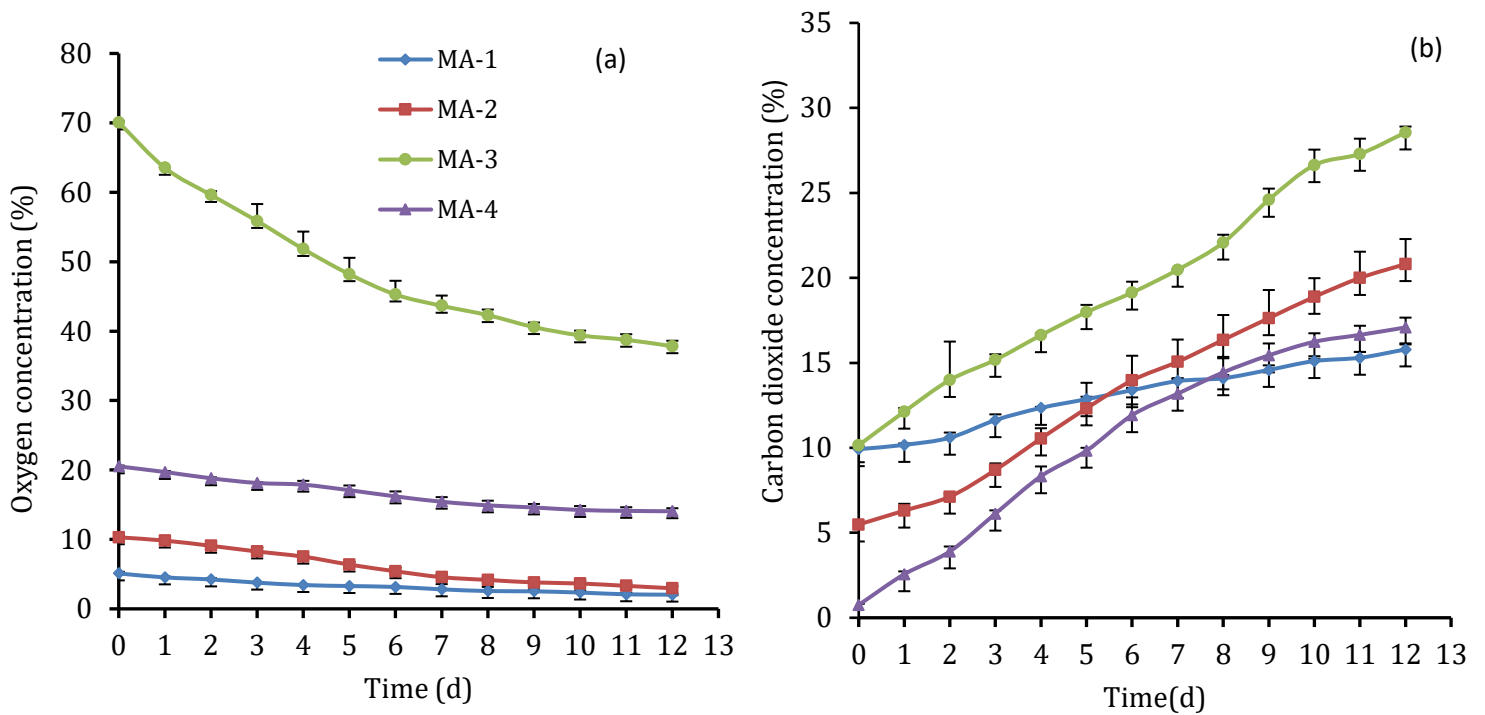 (a)
MA-1
MA-2
MA-3
MA-4
Oxygen concentration (%)
80
70
60
50
40
30
20
10
0
0 1 2 3 4 5 6 7 8 9 10 11 12 13
Time (d)
(b)
Carbon dioxide concentration (%)
35
30
25
20
15
10
5
0
0 1 2 3 4 5 6 7 8 9 10 11 12 13
Time(d)